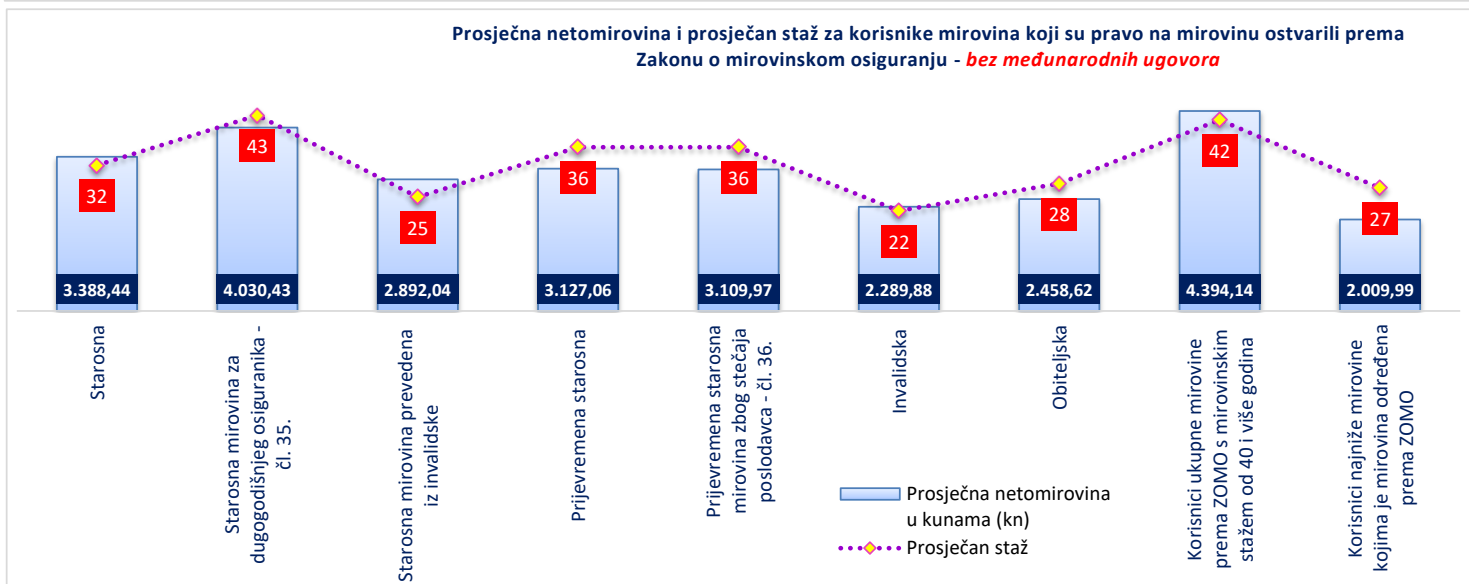 Prosječna netomirovina i prosječan staž za korisnike mirovina koji su pravo na mirovinu ostvarili prema
Zakonu o mirovinskom osiguranju - bez međunarodnih ugovora
32
43
25
36
36
22
28
42
27
3.388,44
4.030,43
2.892,04
3.127,06
3.109,97
2.289,88
2.458,62
4.394,14
2.009,99
Starosna
Starosna mirovina za
dugogodišnjeg osiguranika -
čl. 35.
Starosna mirovina prevedena
iz invalidske
Prijevremena starosna
Prijevremena starosna
mirovina zbog stečaja
poslodavca - čl. 36.
Invalidska
Obiteljska
Korisnici ukupne mirovine
prema ZOMO s mirovinskim
stažem od 40 i više godina
Korisnici najniže mirovine
kojima je mirovina određena
prema ZOMO
Prosječna netomirovina
u kunama (kn)
Prosječan staž